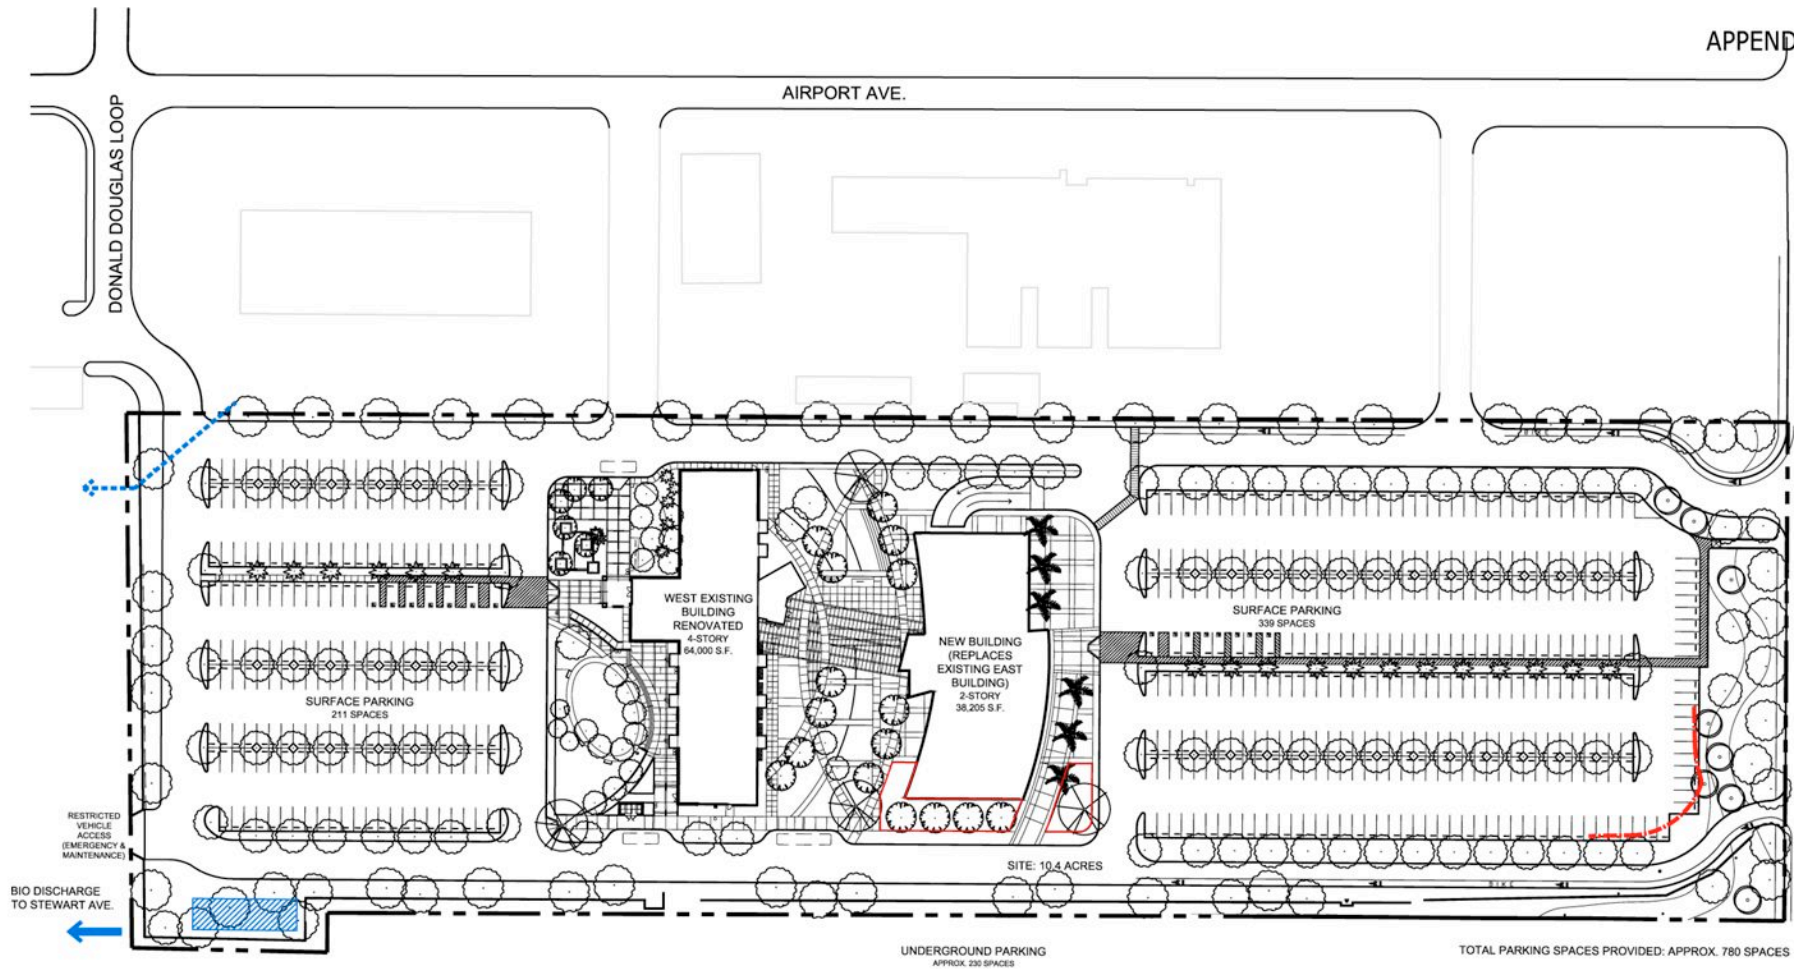 APPEND
AIRPORT AVE.
DONALD DOUGLAS LOOP
WEST EXISTING
BUILDING
RENOVATED
4-STORY
64,000 S.F.
NEW BUILDING
(REPLACES
EXISTING EAST
BUILDING)
2-STORY
38,205 S.F.
SURFACE PARKING
339 SPACES
SURFACE PARKING
211 SPACES
RESTRICTED
VEHICLE
ACCESS
(EMERGENCY &
MAINTENANCE)
SITE: 10.4 ACRES
BIKE
BIO DISCHARGE
TO STEWART AVE.
UNDERGROUND PARKING
APPROX. 230 SPACES
TOTAL PARKING SPACES PROVIDED: APPROX. 780 SPACES